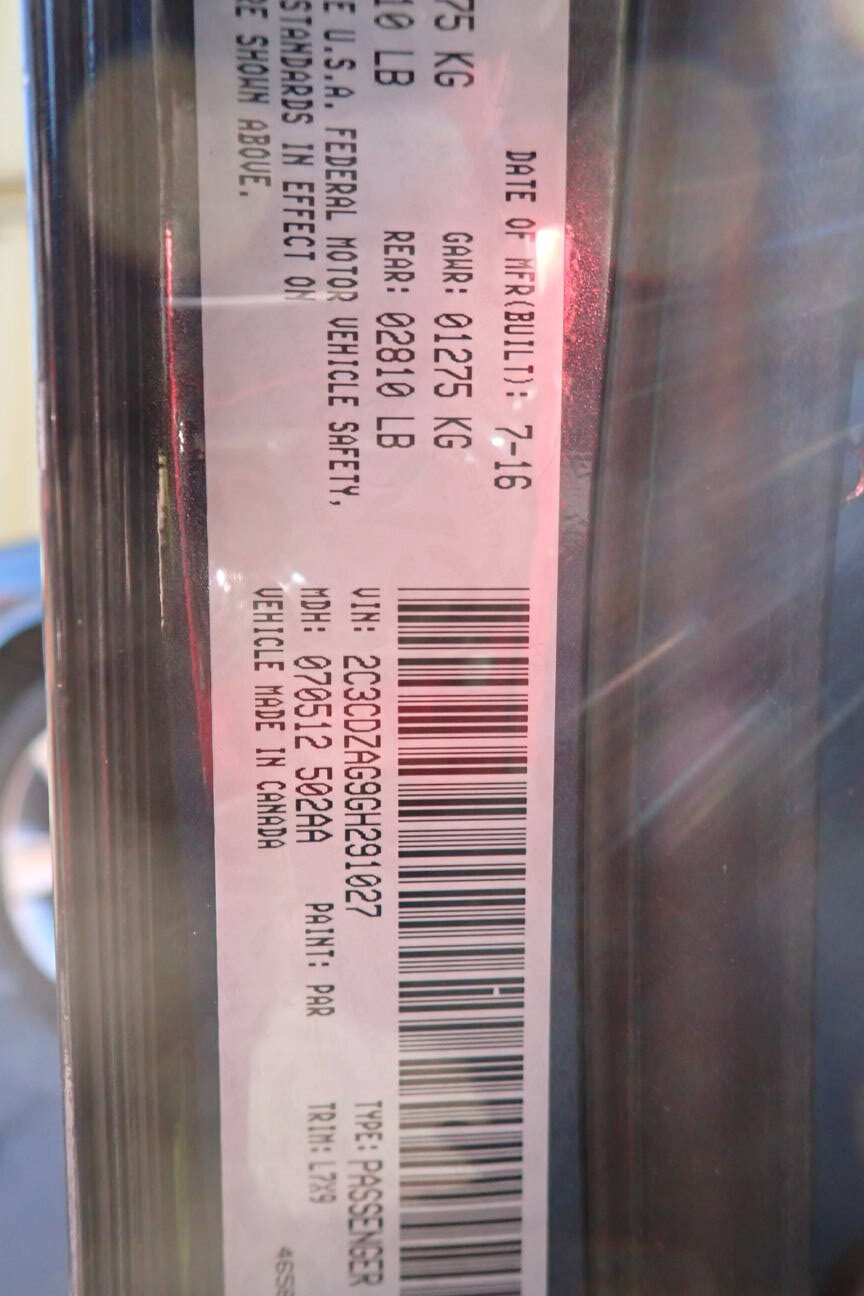 DATE OF MFR(BUILT): 7-16
75 KG GAWR: 01275 KG
10 LB REAR: 02810 LB
E U.S.A. FEDERAL MOTOR VEHICLE SAFETY,
STANDARDS IN EFFECT ON
RE SHOWN ABOVE.
VIN: 2C3CDZAG9GH291027 TYPE: PASSENGER
MDH: 070512 502AA PAINT: PAR TRIM: L7X9
VEHICLE MADE IN CANADA